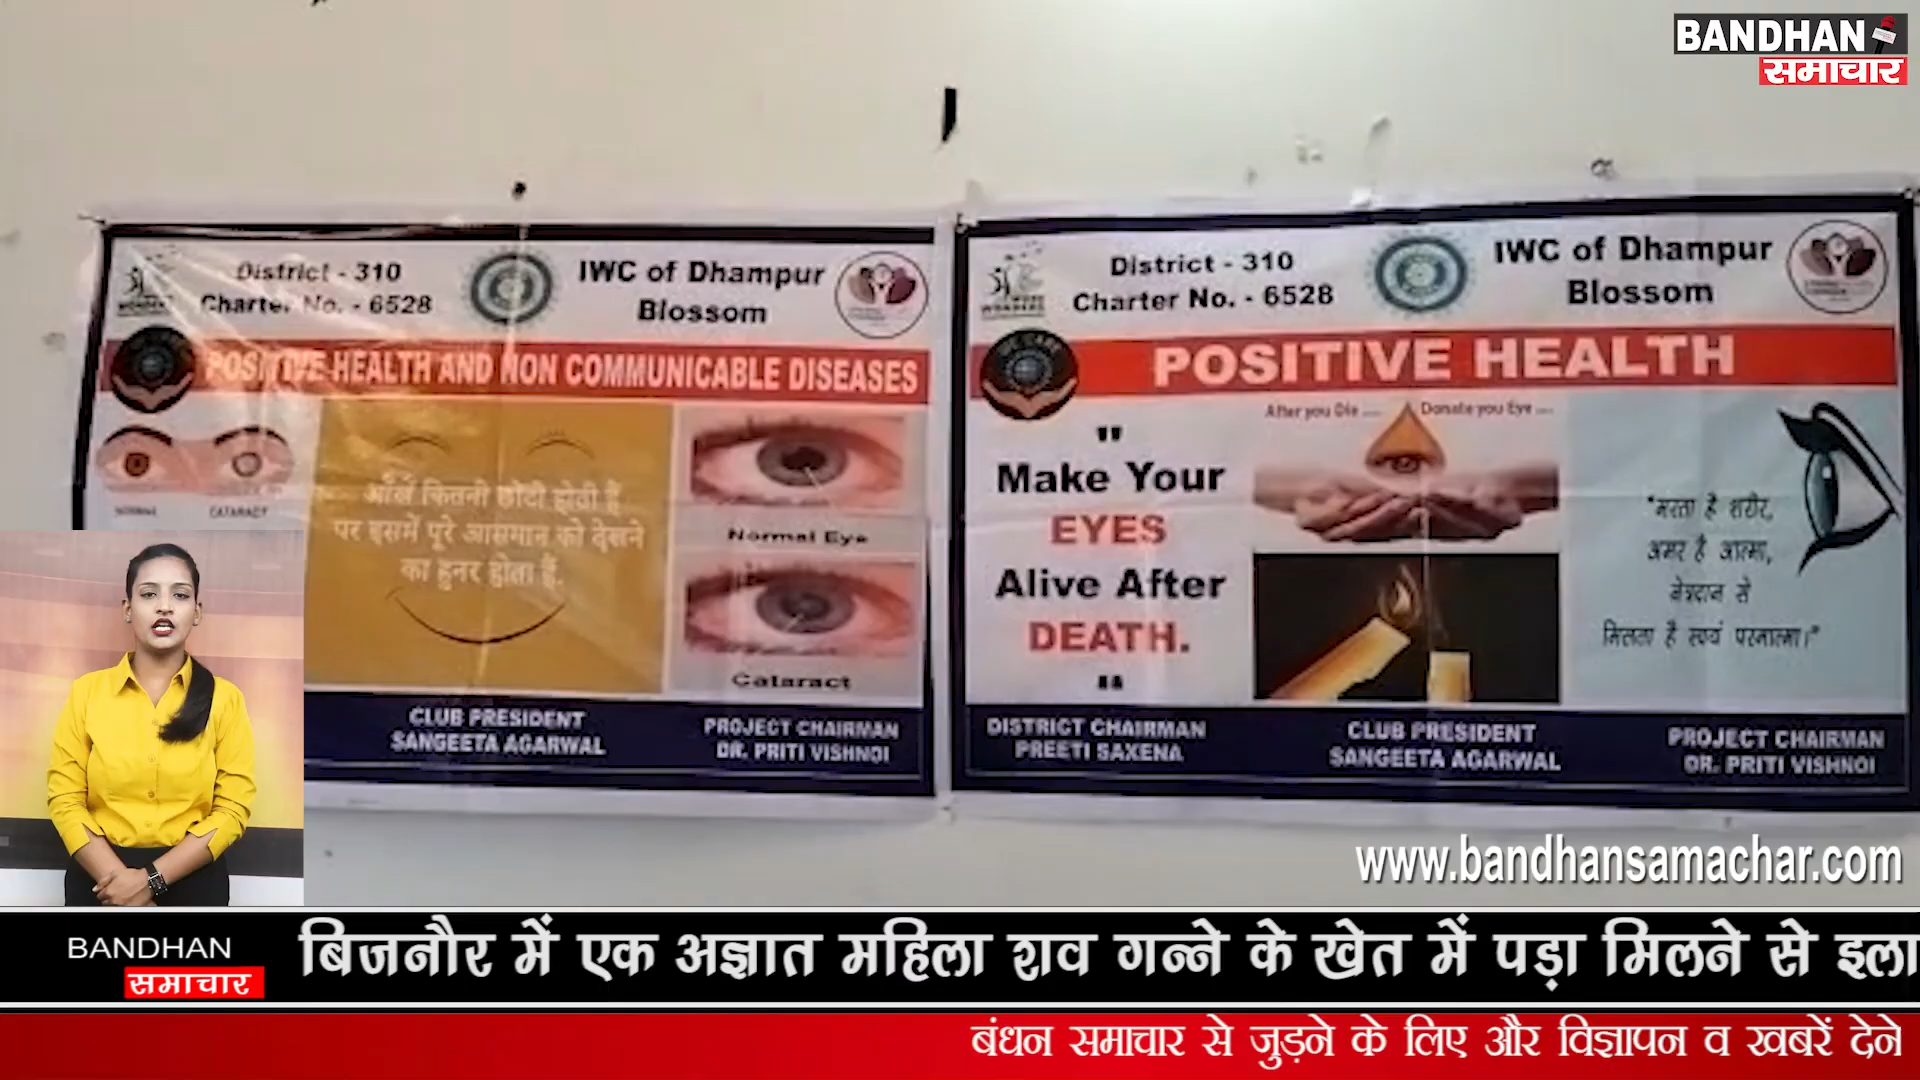 BANDHAN
समाचार
District - 310
Charter No. - 6528
IWC of Dhampur
Blossom
POSITIVE HEALTH AND NON COMMUNICABLE DISEASES
NORMAL
CATARACT
आँखें कितनी छोटी होती हैं
पर इसमें पूरे आसमान को देखने
का हुनर होता हैं.
Normal Eye
Cataract
CLUB PRESIDENT
SANGEETA AGARWAL
PROJECT CHAIRMAN
DR. PRITI VISHNOI
District - 310
Charter No. - 6528
IWC of Dhampur
Blossom
POSITIVE HEALTH
"
Make Your
EYES
Alive After
DEATH.
"
After you Die ....
Donate you Eye ....
"मरता है शरीर,
अमर है आत्मा,
नेत्रदान से
मिलता है स्वयं परमात्मा।"
DISTRICT CHAIRMAN
PREETI SAXENA
CLUB PRESIDENT
SANGEETA AGARWAL
PROJECT CHAIRMAN
DR. PRITI VISHNOI
www.bandhansamachar.com
BANDHAN
समाचार
बिजनौर में एक अज्ञात महिला शव गन्ने के खेत में पड़ा मिलने से इला
बंधन समाचार से जुड़ने के लिए और विज्ञापन व खबरें देने